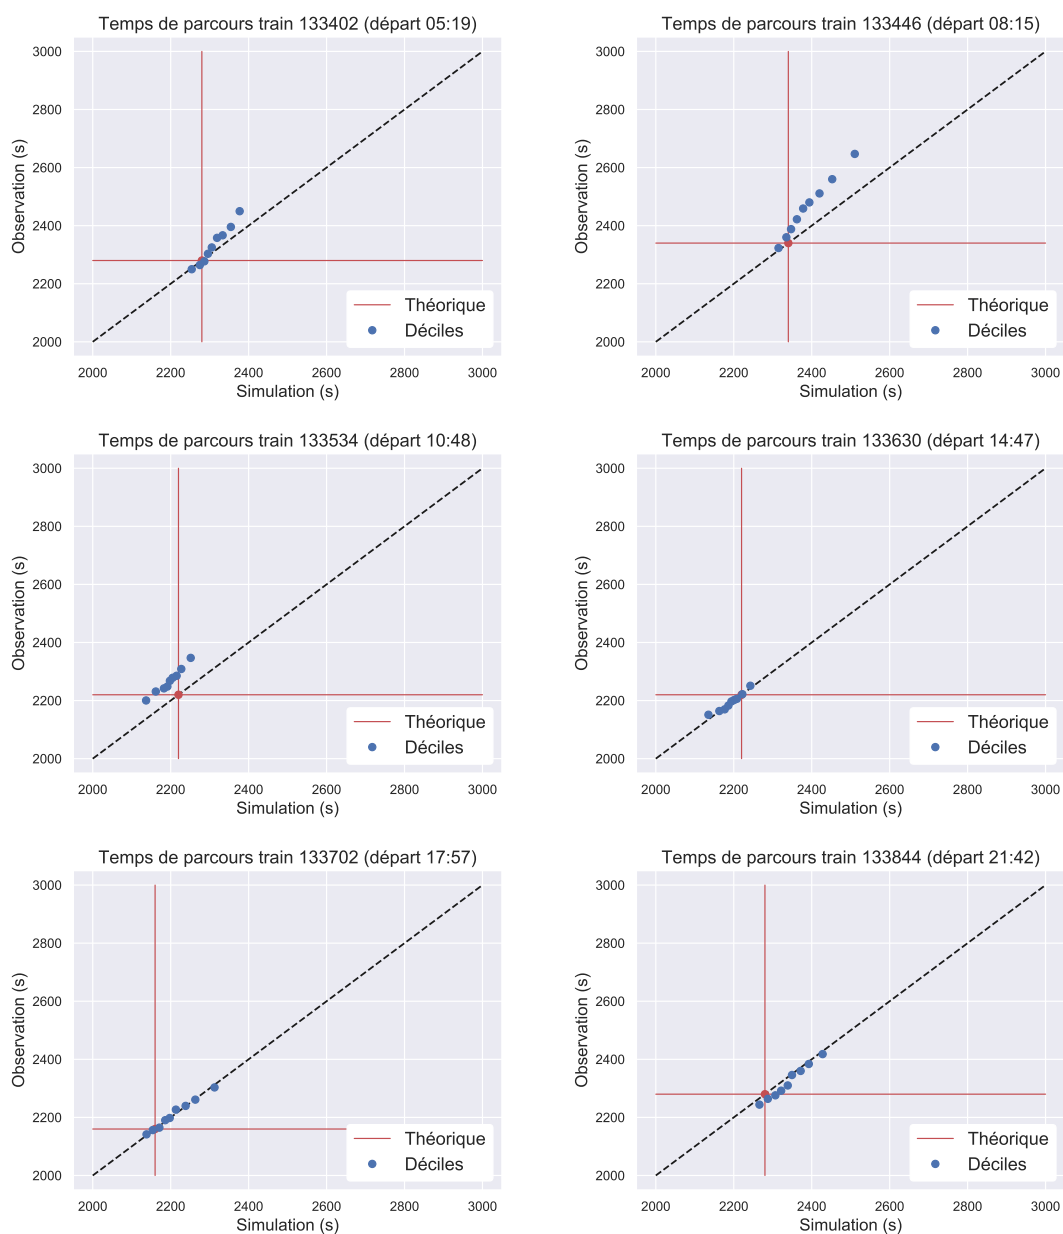 Temps de parcours train 133402 (départ 05:19)
3000
2800
2600
2400
2200
2000
Observation (s)
Théorique
Déciles
2000 2200 2400 2600 2800 3000
Simulation (s)
Temps de parcours train 133446 (départ 08:15)
3000
2800
2600
2400
2200
2000
Observation (s)
Théorique
Déciles
2000 2200 2400 2600 2800 3000
Simulation (s)
Temps de parcours train 133534 (départ 10:48)
3000
2800
2600
2400
2200
2000
Observation (s)
Théorique
Déciles
2000 2200 2400 2600 2800 3000
Simulation (s)
Temps de parcours train 133630 (départ 14:47)
3000
2800
2600
2400
2200
2000
Observation (s)
Théorique
Déciles
2000 2200 2400 2600 2800 3000
Simulation (s)
Temps de parcours train 133702 (départ 17:57)
3000
2800
2600
2400
2200
2000
Observation (s)
Théorique
Déciles
2000 2200 2400 2600 2800 3000
Simulation (s)
Temps de parcours train 133844 (départ 21:42)
3000
2800
2600
2400
2200
2000
Observation (s)
Théorique
Déciles
2000 2200 2400 2600 2800 3000
Simulation (s)